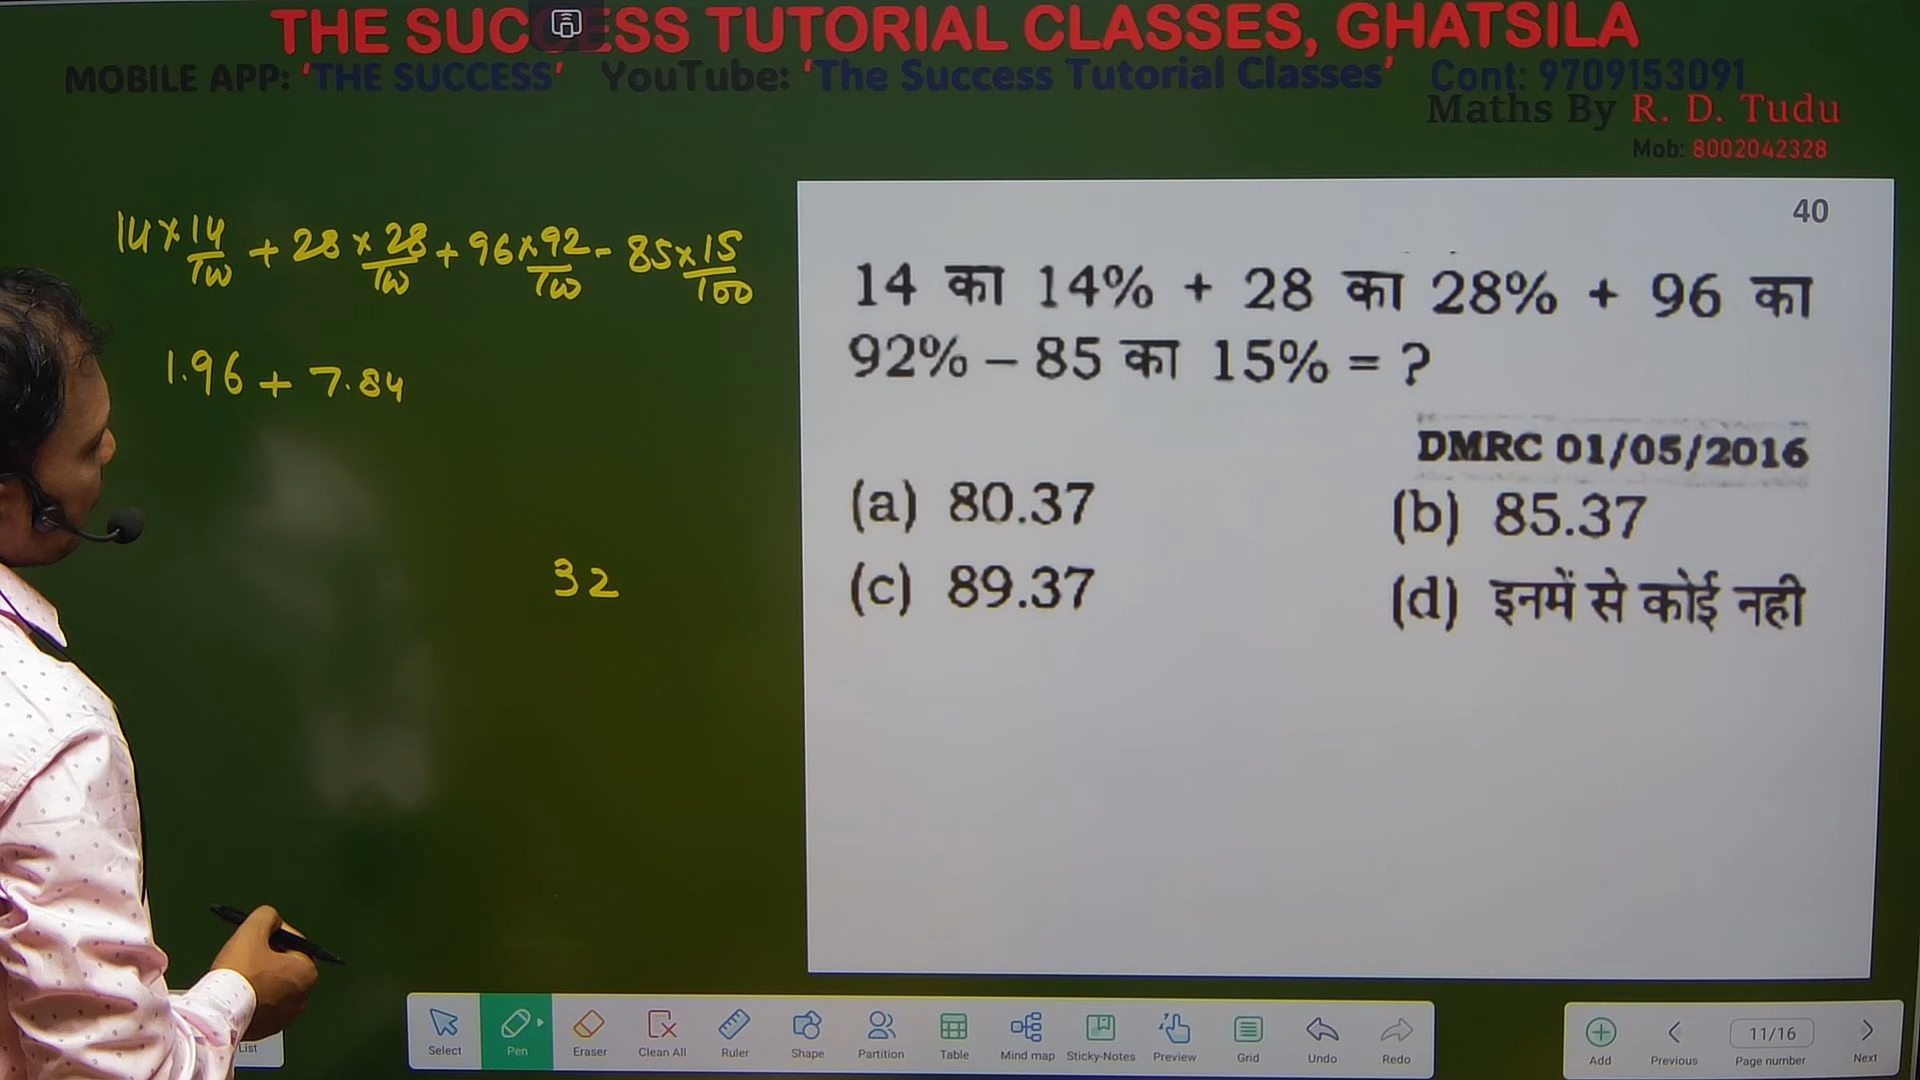 THE SUCCESS TUTORIAL CLASSES, GHATSILA
MOBILE APP: 'THE SUCCESS' YouTube: 'The Success Tutorial Classes' Cont: 9709153091
Maths By R. D. Tudu
Mob: 8002042328
14×14/100 + 28×28/100 + 96×92/100 - 85×15/100
1.96 + 7.84
32
40
14 का 14% + 28 का 28% + 96 का
92% – 85 का 15% = ?
DMRC 01/05/2016
(a) 80.37
(b) 85.37
(c) 89.37
(d) इनमें से कोई नही
List
Select
Pen
Eraser
Clean All
Ruler
Shape
Partition
Table
Mind map
Sticky-Notes
Preview
Grid
Undo
Redo
Add
Previous
11/16
Page number
Next